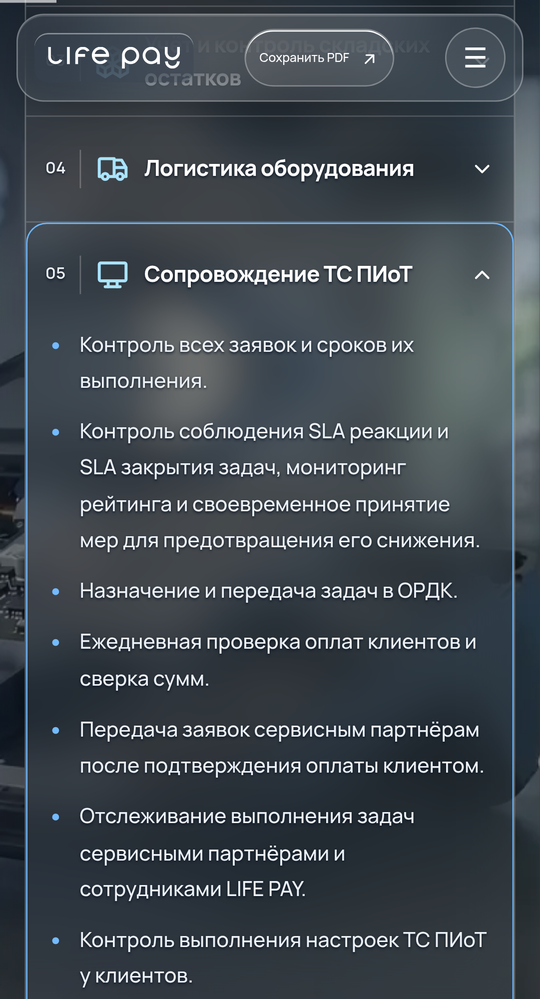 LIFE pay
Сохранить PDF
и контроль складских
остатков
04
Логистика оборудования
05
Сопровождение ТС ПИоТ
Контроль всех заявок и сроков их
выполнения.
Контроль соблюдения SLA реакции и
SLA закрытия задач, мониторинг
рейтинга и своевременное принятие
мер для предотвращения его снижения.
Назначение и передача задач в ОРДК.
Ежедневная проверка оплат клиентов и
сверка сумм.
Передача заявок сервисным партнёрам
после подтверждения оплаты клиентом.
Отслеживание выполнения задач
сервисными партнёрами и
сотрудниками LIFE PAY.
Контроль выполнения настроек ТС ПИоТ
у клиентов.